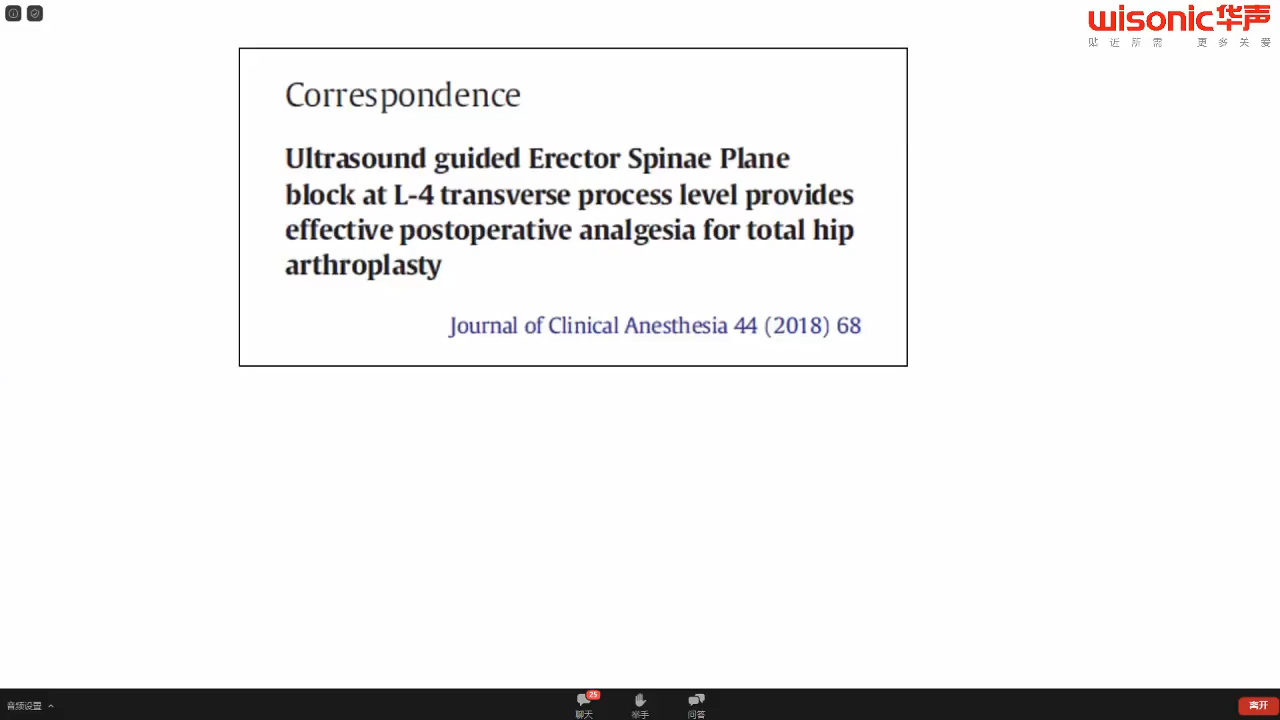 wisonic华声
贴近所需 更多关爱
Correspondence
Ultrasound guided Erector Spinae Plane
block at L-4 transverse process level provides
effective postoperative analgesia for total hip
arthroplasty
Journal of Clinical Anesthesia 44 (2018) 68
音频设置
25
聊天
举手
问答
离开